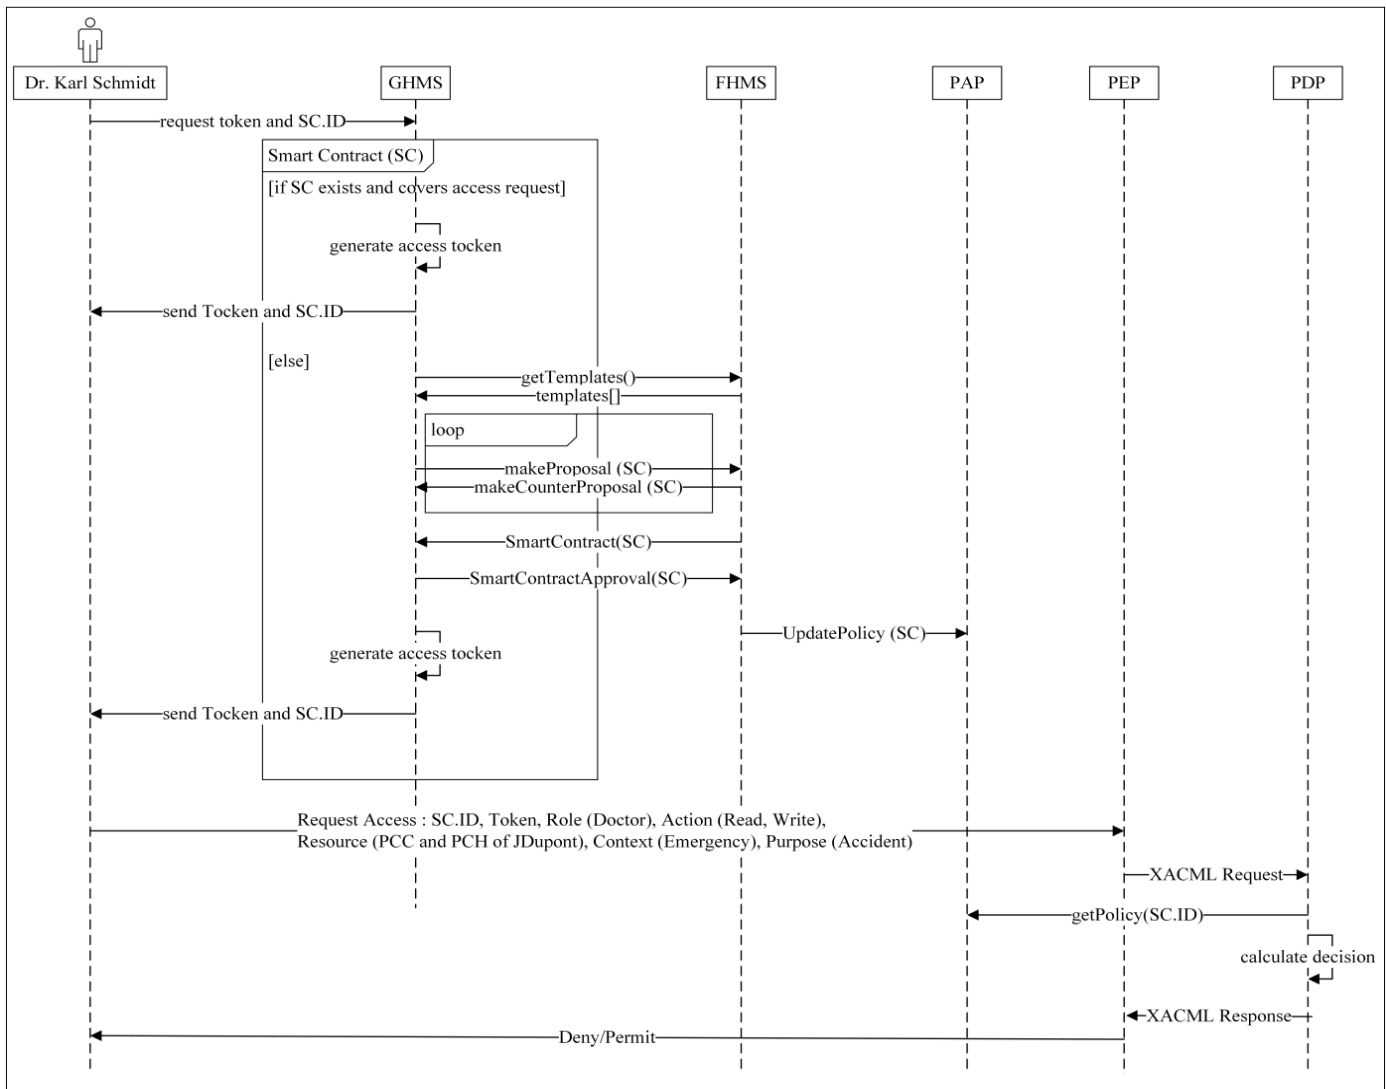 Dr. Karl Schmidt
GHMS
FHMS
PAP
PEP
PDP
request token and SC.ID
Smart Contract (SC)
[if SC exists and covers access request]
generate access tocken
send Tocken and SC.ID
[else]
getTemplates()
templates[]
loop
makeProposal (SC)
makeCounterProposal (SC)
SmartContract(SC)
SmartContractApproval(SC)
UpdatePolicy (SC)
generate access tocken
send Tocken and SC.ID
Request Access : SC.ID, Token, Role (Doctor), Action (Read, Write),
Resource (PCC and PCH of JDupont), Context (Emergency), Purpose (Accident)
XACML Request
getPolicy(SC.ID)
calculate decision
XACML Response
Deny/Permit